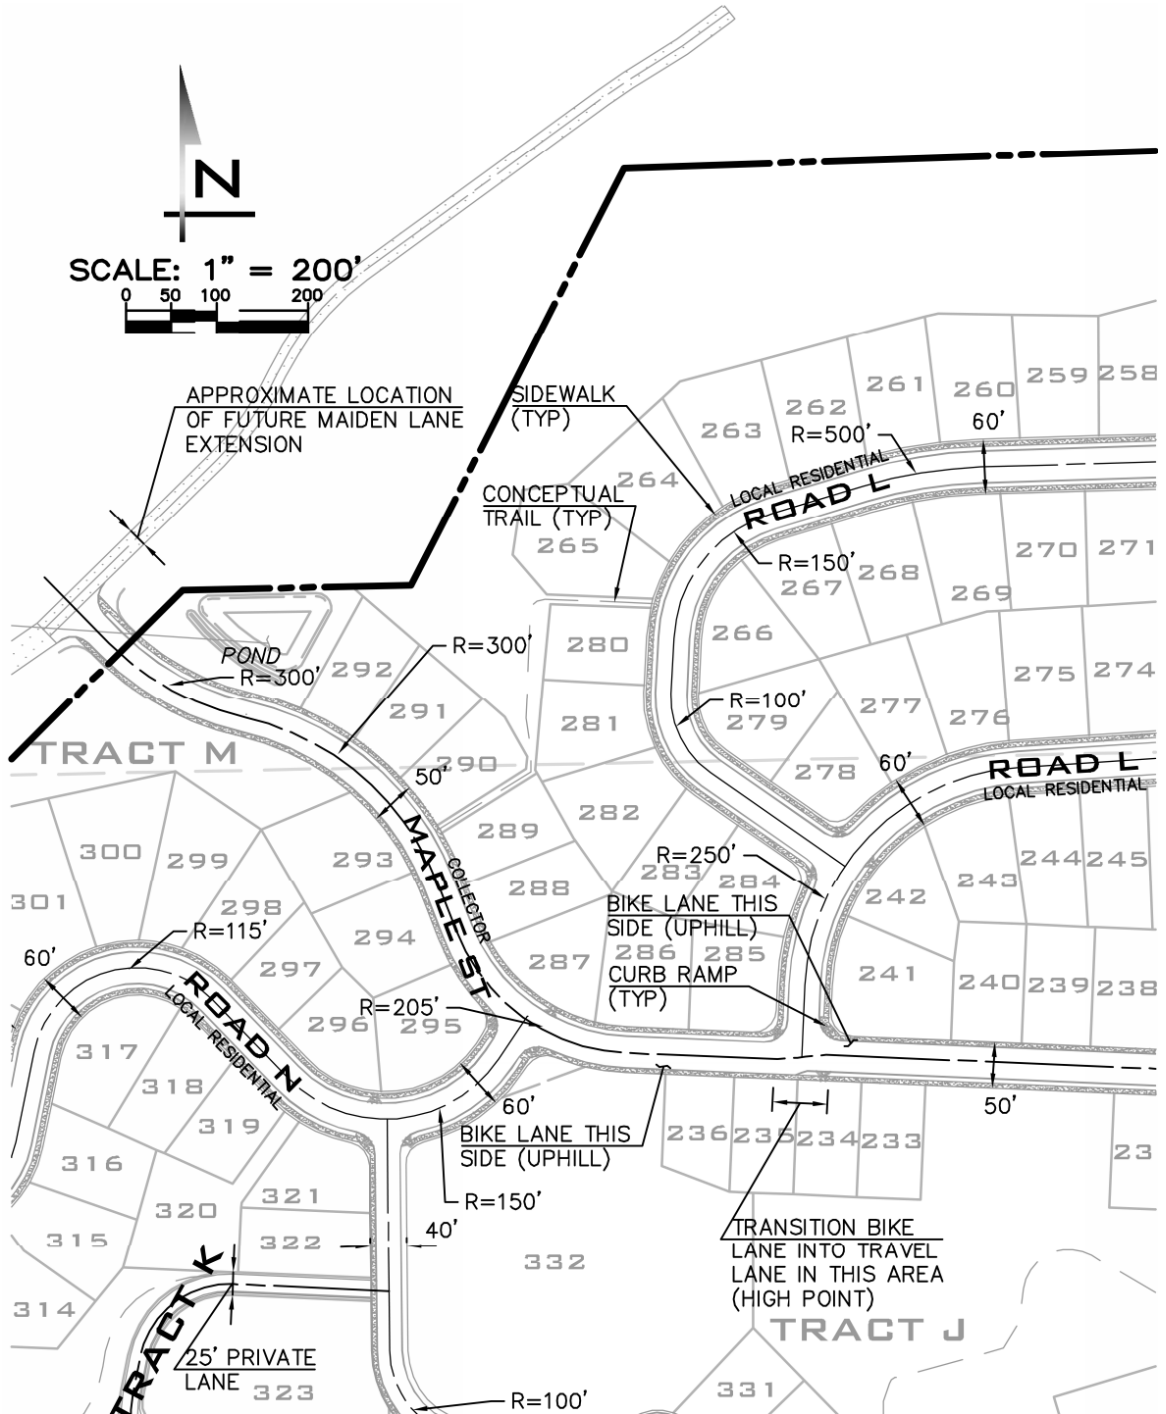 N
SCALE: 1" = 200'
0 50 100 200
APPROXIMATE LOCATION
OF FUTURE MAIDEN LANE
EXTENSION
SIDEWALK
(TYP)
CONCEPTUAL
TRAIL (TYP)
258
259
260
261
262
263
264
265
R=500'
60'
LOCAL RESIDENTIAL
ROAD L
R=150'
266
267
268
269
270
271
280
281
R=100'
279
278
277
276
275
274
POND
R=300'
R=300'
292
291
290
50'
TRACT M
MAPLE ST
COLLECTOR
289
288
287
282
283
284
285
286
60'
ROAD L
LOCAL RESIDENTIAL
R=250'
BIKE LANE THIS
SIDE (UPHILL)
CURB RAMP
(TYP)
242
243
244
245
241
240
239
238
301
300
299
298
297
296
295
294
293
60'
R=115'
ROAD N
LOCAL RESIDENTIAL
R=205'
317
318
319
316
315
314
320
321
322
60'
BIKE LANE THIS
SIDE (UPHILL)
R=150'
40'
50'
236
235
234
233
23
332
TRANSITION BIKE
LANE INTO TRAVEL
LANE IN THIS AREA
(HIGH POINT)
TRACT J
TRACT K
25' PRIVATE
LANE
323
R=100'
331